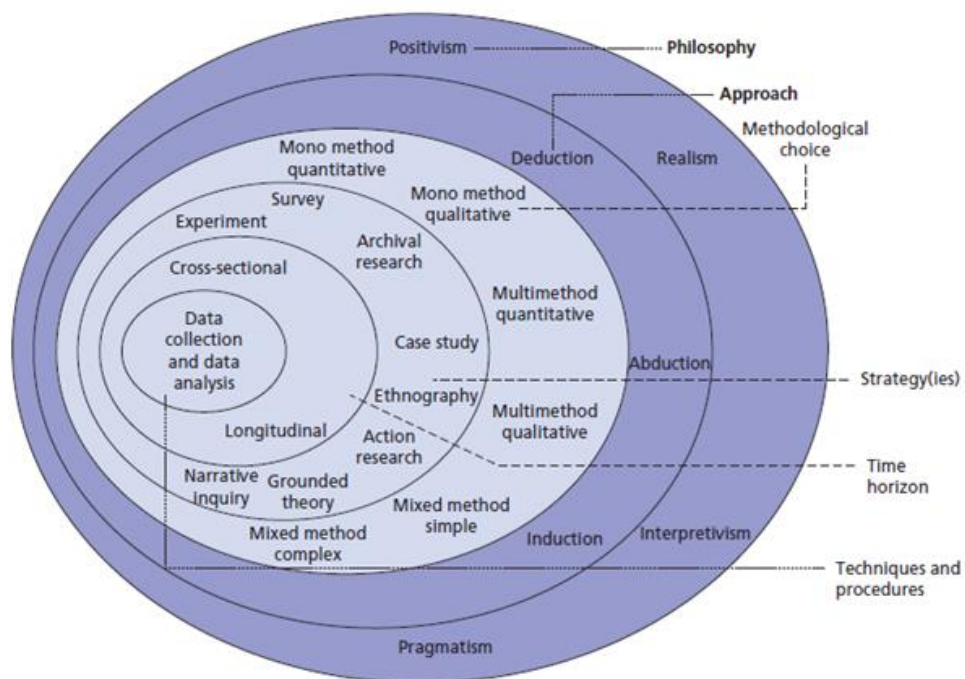 Positivism
Philosophy
Approach
Methodological
choice
Mono method
quantitative
Deduction
Realism
Mono method
qualitative
Survey
Experiment
Archival
research
Cross-sectional
Multimethod
quantitative
Data
collection
and data
analysis
Case study
Abduction
Strategy(ies)
Ethnography
Multimethod
qualitative
Longitudinal
Action
research
Time
horizon
Narrative
inquiry
Grounded
theory
Mixed method
simple
Mixed method
complex
Induction
Interpretivism
Techniques and
procedures
Pragmatism